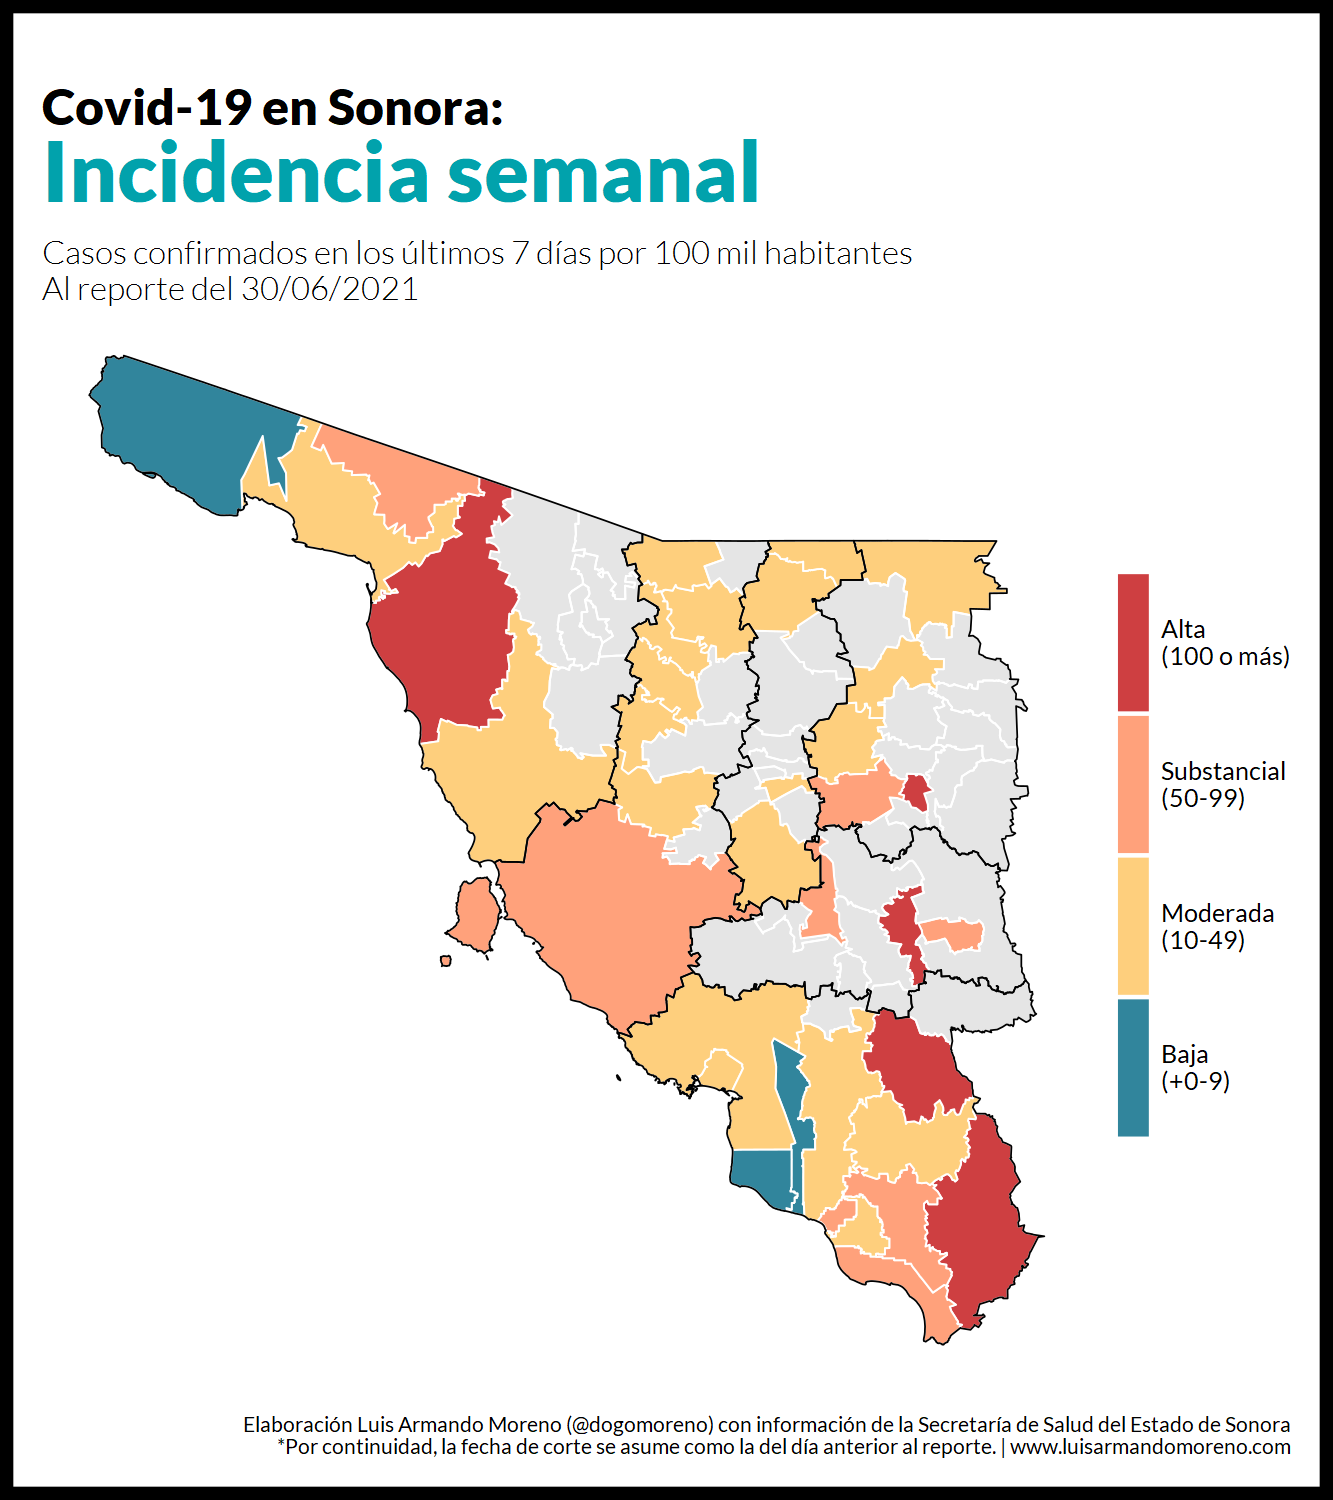 Covid-19 en Sonora:
Incidencia semanal
Casos confirmados en los últimos 7 días por 100 mil habitantes
Al reporte del 30/06/2021
Alta
(100 o más)
Substancial
(50-99)
Moderada
(10-49)
Baja
(+0-9)
Elaboración Luis Armando Moreno (@dogomoreno) con información de la Secretaría de Salud del Estado de Sonora
*Por continuidad, la fecha de corte se asume como la del día anterior al reporte. | www.luisarmandomoreno.com